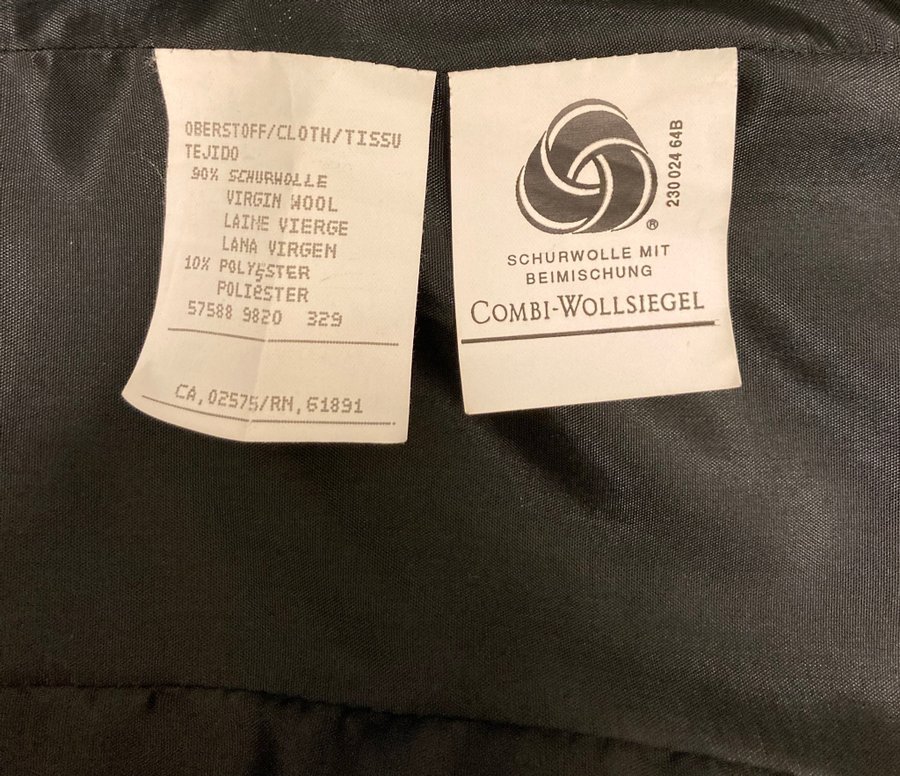 OBERSTOFF/CLOTH/TISSU
TEJIDO
90% SCHURWOLLE
VIRGIN WOOL
LAINE VIERGE
LANA VIRGEN
10% POLYESTER
POLIéSTER
57588 9820 329
CA,02575/RN,61891
230 024 64B
®
SCHURWOLLE MIT
BEIMISCHUNG
COMBI-WOLLSIEGEL